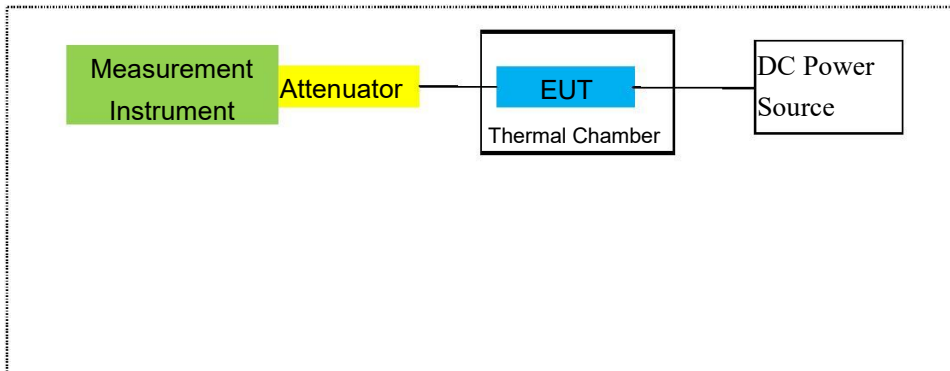 Measurement
Instrument
Attenuator
EUT
Thermal Chamber
DC Power
Source